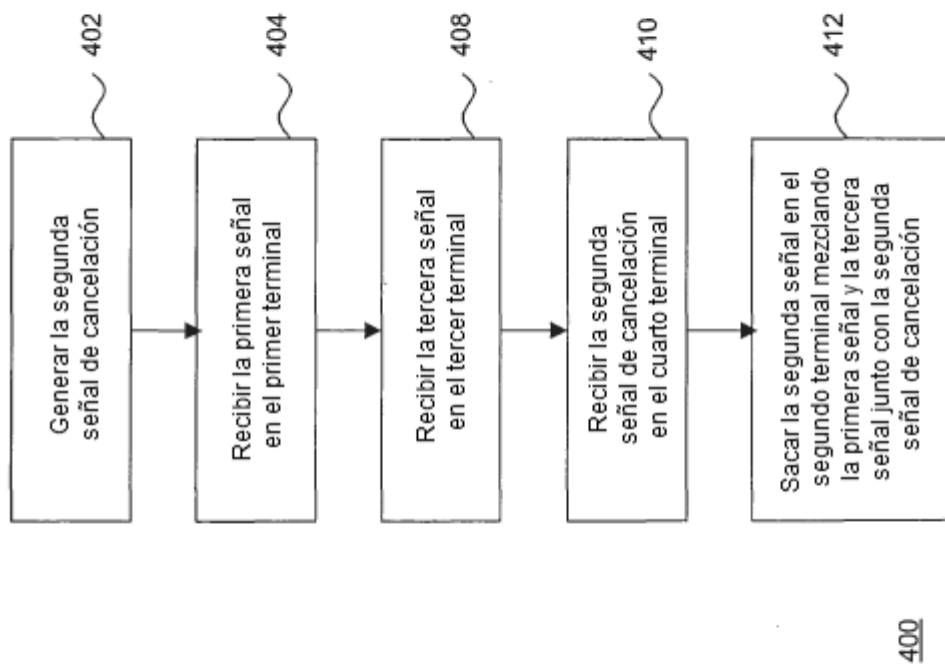 402
Generar la segunda
señal de cancelación
404
Recibir la primera señal
en el primer terminal
408
Recibir la tercera señal
en el tercer terminal
410
Recibir la segunda
señal de cancelación
en el cuarto terminal
412
Sacar la segunda señal en el
segundo terminal mezclando
la primera señal y la tercera
señal junto con la segunda
señal de cancelación
400